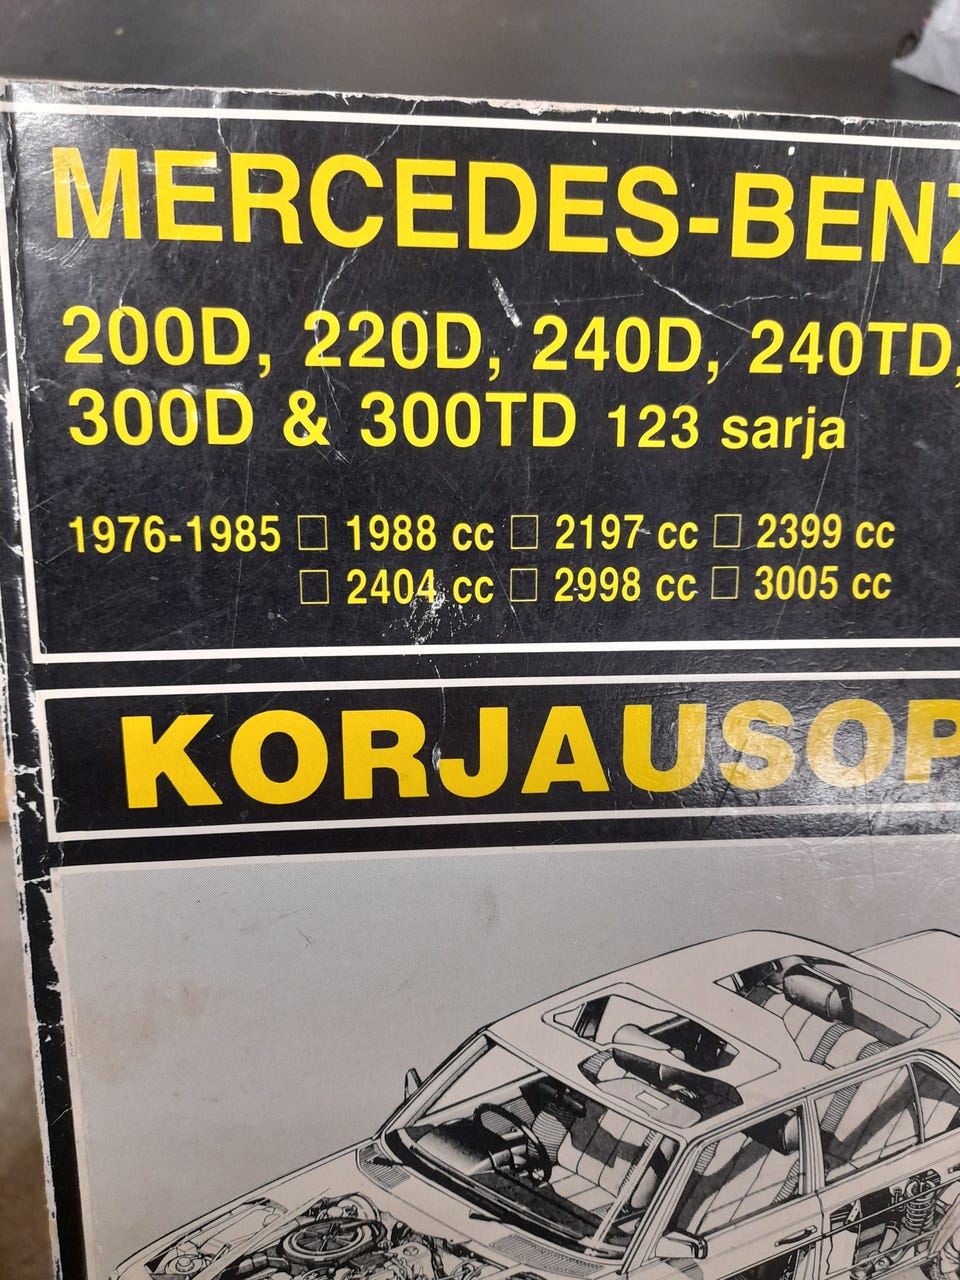 MERCEDES-BENZ
200D, 220D, 240D, 240TD,
300D & 300TD 123 sarja
1976-1985 □ 1988 cc □ 2197 cc □ 2399 cc
□ 2404 cc □ 2998 cc □ 3005 cc
KORJAUSOP